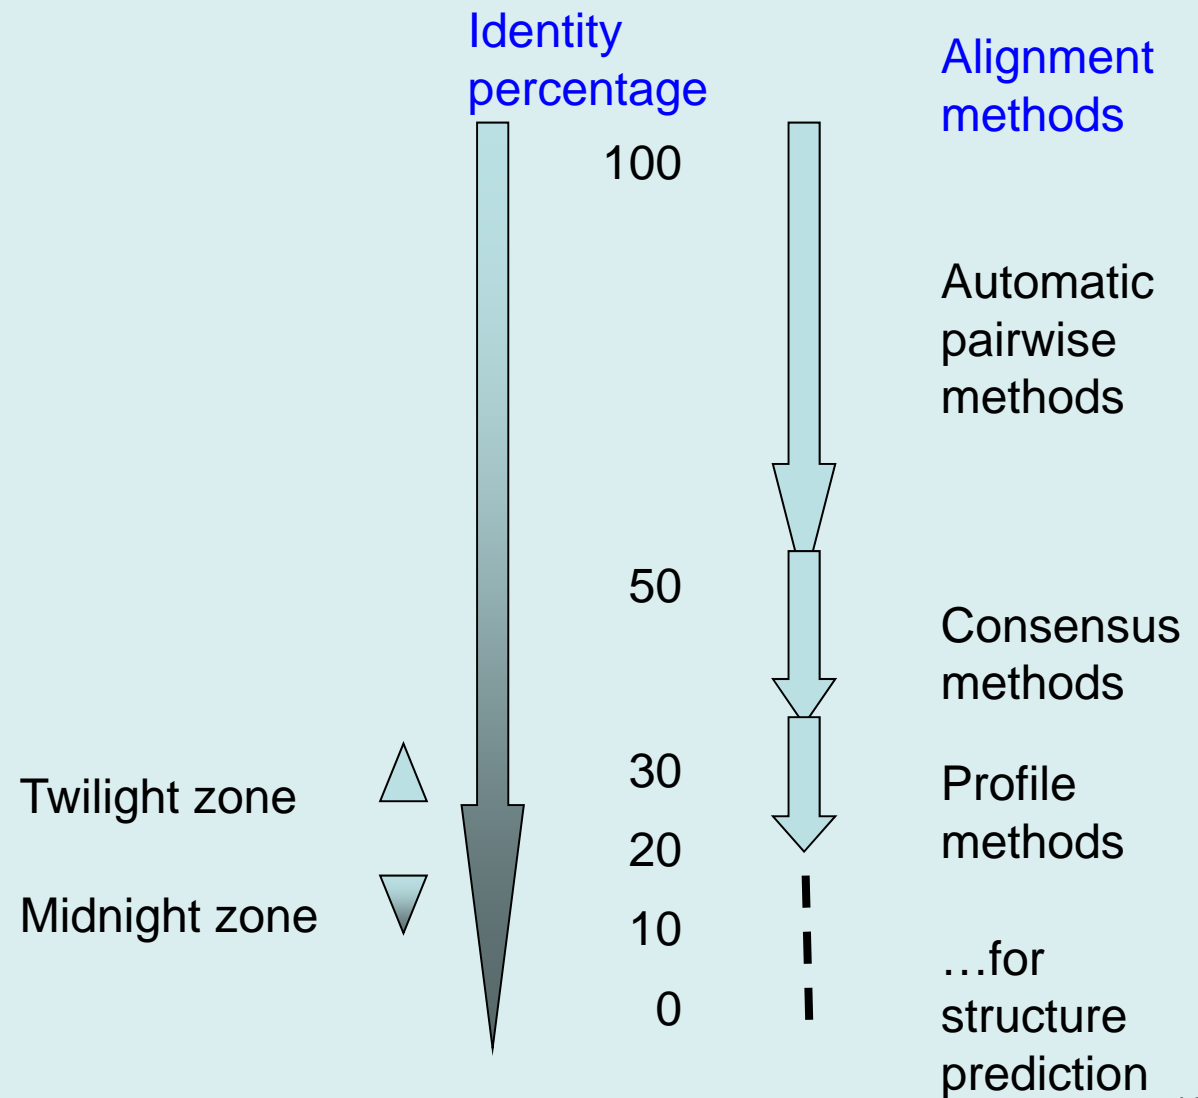 Identity
percentage
Alignment
methods
100
Automatic
pairwise
methods
50
Consensus
methods
30
Profile
methods
Twilight zone
20
Midnight zone
10
…for
structure
prediction
0